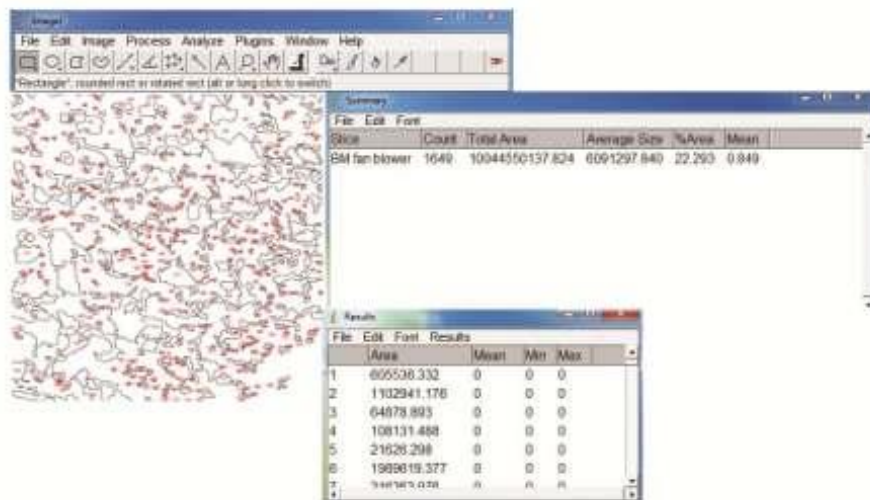 ImageJ
File Edit Image Process Analyze Plugins Window Help
*Rectangle*, rounded rect or rotated rect (alt or long click to switch)
Summary
File Edit Font
Slice Count Total Area Average Size %Area Mean
BM fan blower 1649 10044550137.824 6091297.840 22.293 0.849
Results
File Edit Font Results
Area Mean Min Max
1 605536.332 0 0 0
2 1102941.176 0 0 0
3 64878.893 0 0 0
4 108131.488 0 0 0
5 21626.298 0 0 0
6 1989619.377 0 0 0
7 0 0 0